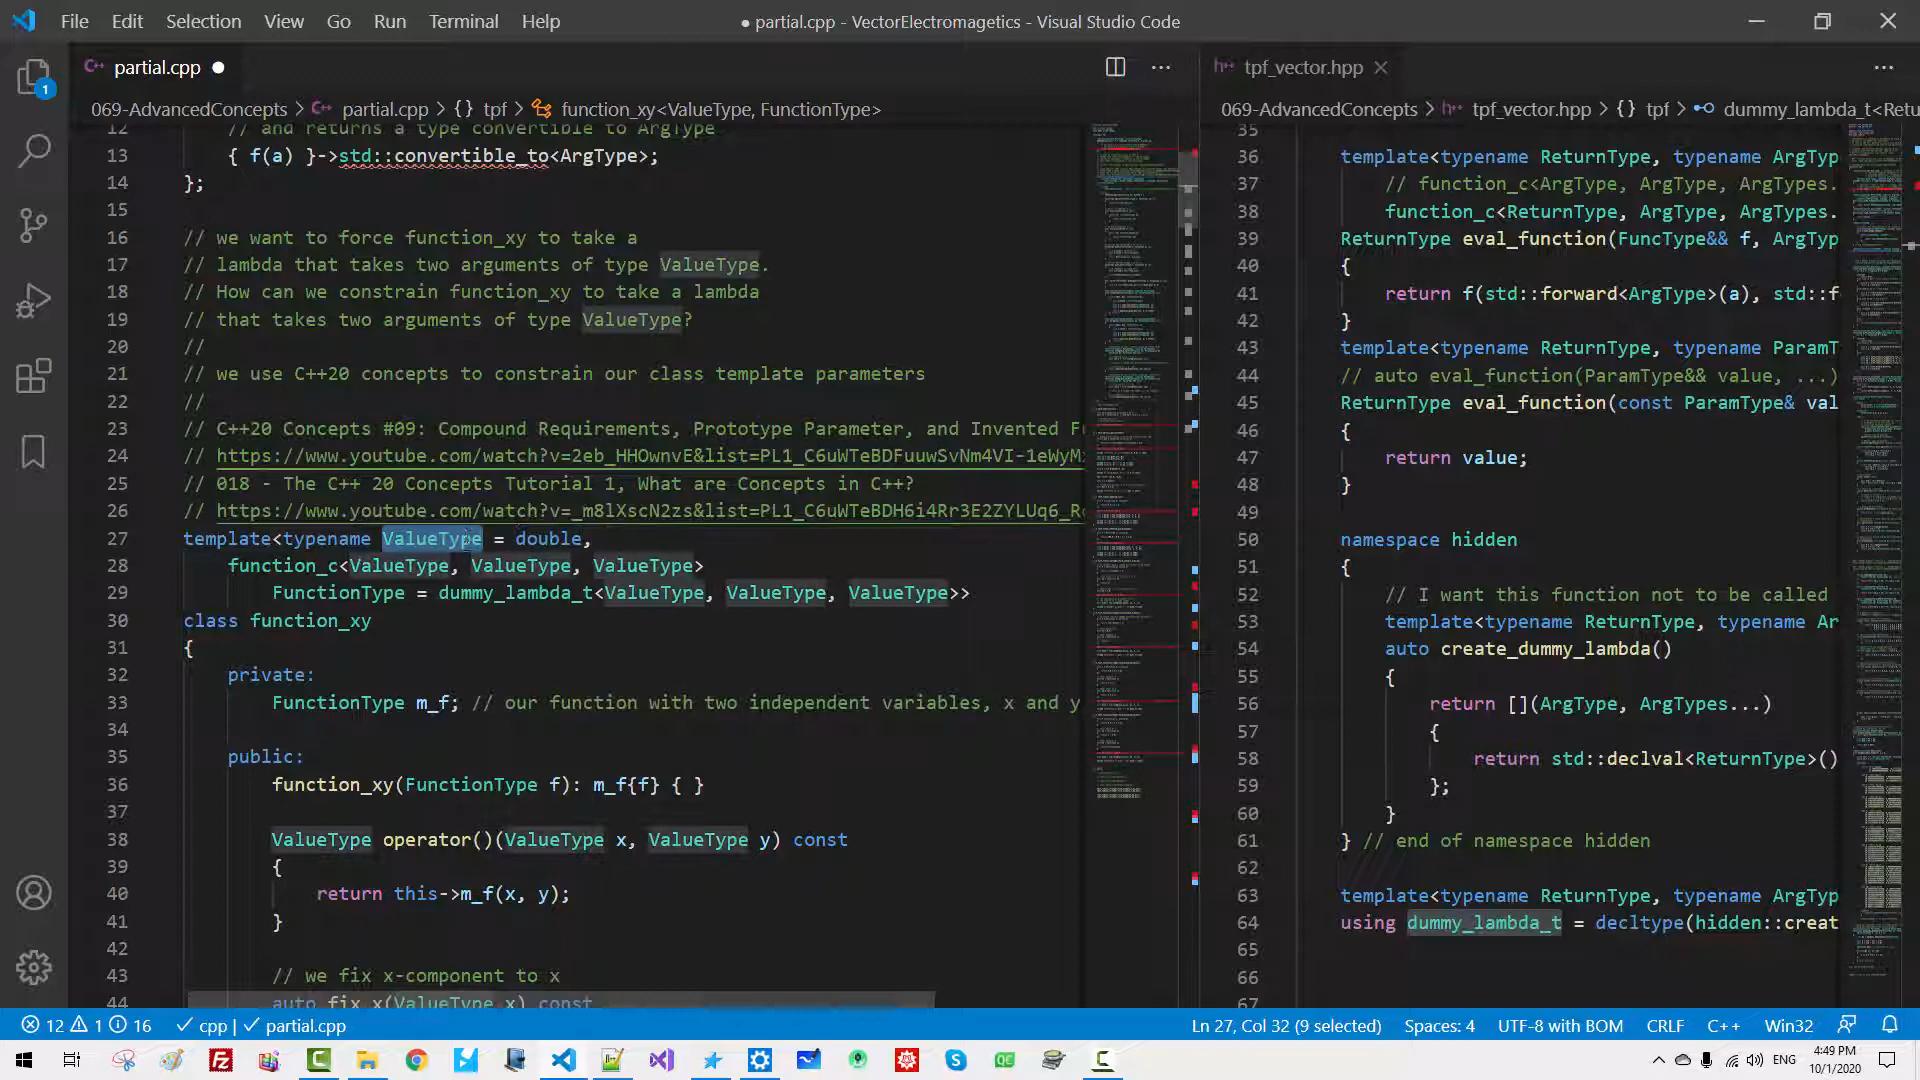 File Edit Selection View Go Run Terminal Help
● partial.cpp - VectorElectromagetics - Visual Studio Code
C++ partial.cpp ●
069-AdvancedConcepts > C++ partial.cpp > {} tpf > function_xy<ValueType, FunctionType>
12 // and returns a type convertible to ArgType
13 { f(a) }->std::convertible_to<ArgType>;
14 };
15
16 // we want to force function_xy to take a
17 // lambda that takes two arguments of type ValueType.
18 // How can we constrain function_xy to take a lambda
19 // that takes two arguments of type ValueType?
20 //
21 // we use C++20 concepts to constrain our class template parameters
22 //
23 // C++20 Concepts #09: Compound Requirements, Prototype Parameter, and Invented F
24 // https://www.youtube.com/watch?v=2eb_HHOwnvE&list=PL1_C6uWTeBDFuuwSvNm4VI-1eWyM
25 // 018 - The C++ 20 Concepts Tutorial 1, What are Concepts in C++?
26 // https://www.youtube.com/watch?v=_m8lXscN2zs&list=PL1_C6uWTeBDH6i4Rr3E2ZYLUq6_R
27 template<typename ValueType = double,
28 function_c<ValueType, ValueType, ValueType>
29 FunctionType = dummy_lambda_t<ValueType, ValueType, ValueType>>
30 class function_xy
31 {
32 private:
33 FunctionType m_f; // our function with two independent variables, x and y
34
35 public:
36 function_xy(FunctionType f): m_f{f} { }
37
38 ValueType operator()(ValueType x, ValueType y) const
39 {
40 return this->m_f(x, y);
41 }
42
43 // we fix x-component to x
44 auto fix_x(ValueType x) const
h++ tpf_vector.hpp
069-AdvancedConcepts > h++ tpf_vector.hpp > {} tpf > dummy_lambda_t<Retu
35
36 template<typename ReturnType, typename ArgTyp
37 // function_c<ArgType, ArgType, ArgTypes.
38 function_c<ReturnType, ArgType, ArgTypes.
39 ReturnType eval_function(FuncType&& f, ArgTyp
40 {
41 return f(std::forward<ArgType>(a), std::f
42 }
43 template<typename ReturnType, typename ParamT
44 // auto eval_function(ParamType&& value, ...)
45 ReturnType eval_function(const ParamType& val
46 {
47 return value;
48 }
49
50 namespace hidden
51 {
52 // I want this function not to be called
53 template<typename ReturnType, typename Ar
54 auto create_dummy_lambda()
55 {
56 return [](ArgType, ArgTypes...)
57 {
58 return std::declval<ReturnType>()
59 };
60 }
61 } // end of namespace hidden
62
63 template<typename ReturnType, typename ArgTyp
64 using dummy_lambda_t = decltype(hidden::creat
65
66
67
1
12 1 16 cpp | partial.cpp
Ln 27, Col 32 (9 selected) Spaces: 4 UTF-8 with BOM CRLF C++ Win32
ENG 4:49 PM
10/1/2020